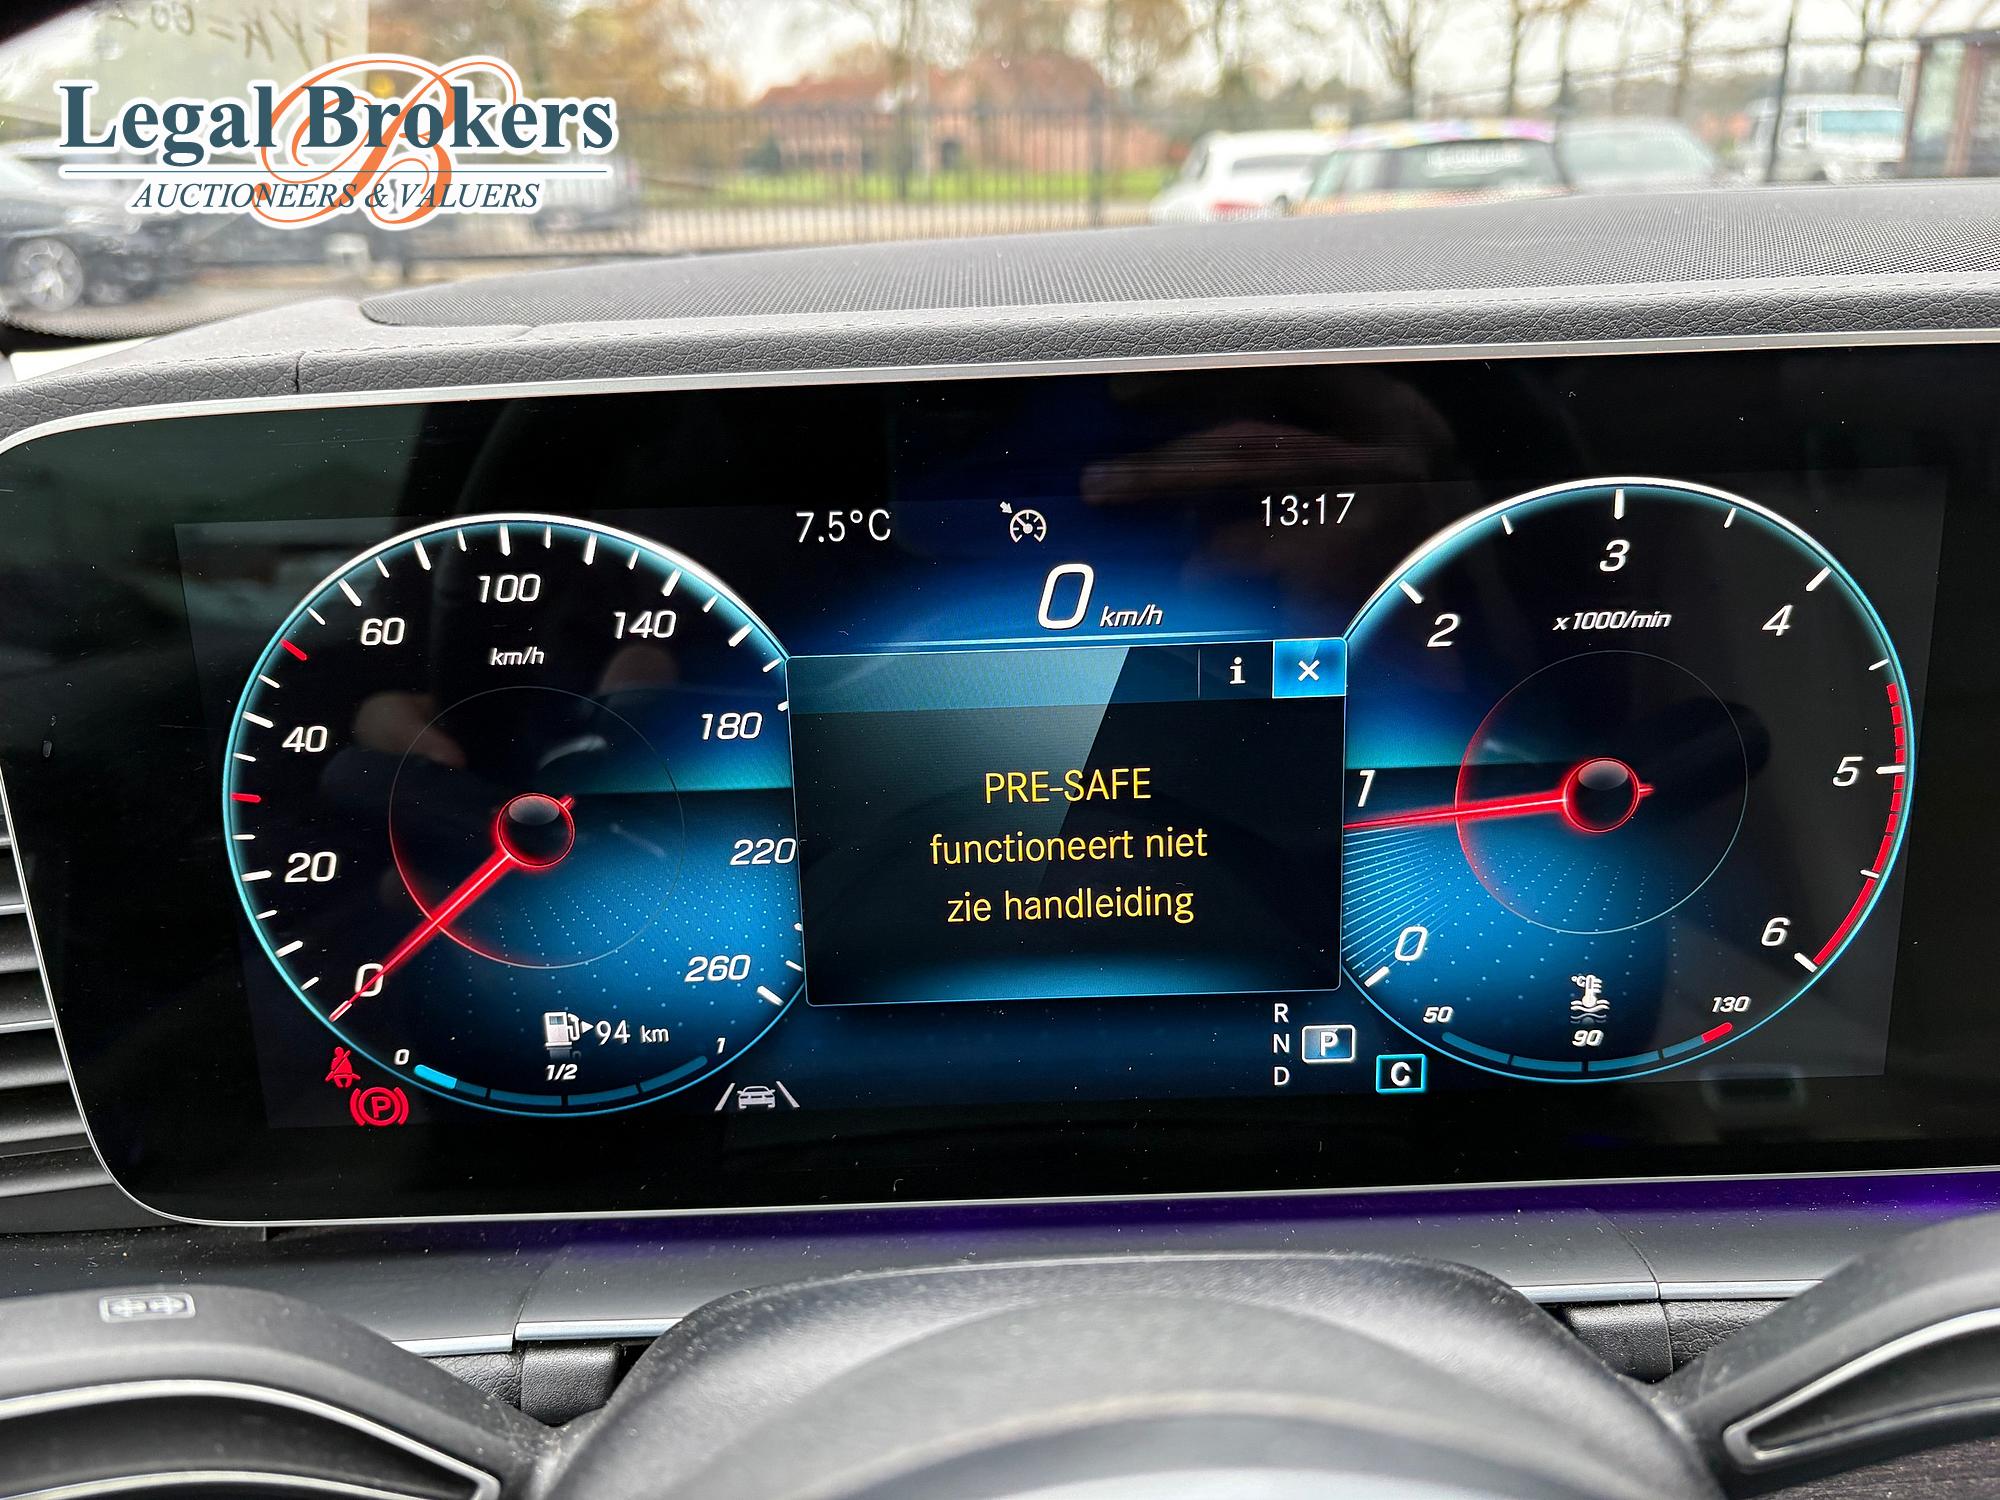 Legal Brokers
AUCTIONEERS & VALUERS
7.5°C
13:17
0 km/h
0
20
40
60
100
140
180
220
260
km/h
i
×
PRE-SAFE
functioneert niet
zie handleiding
0
1
2
3
4
5
6
x1000/min
94 km
0
1/2
1
P
R
N
D
P
C
50
90
130
°C